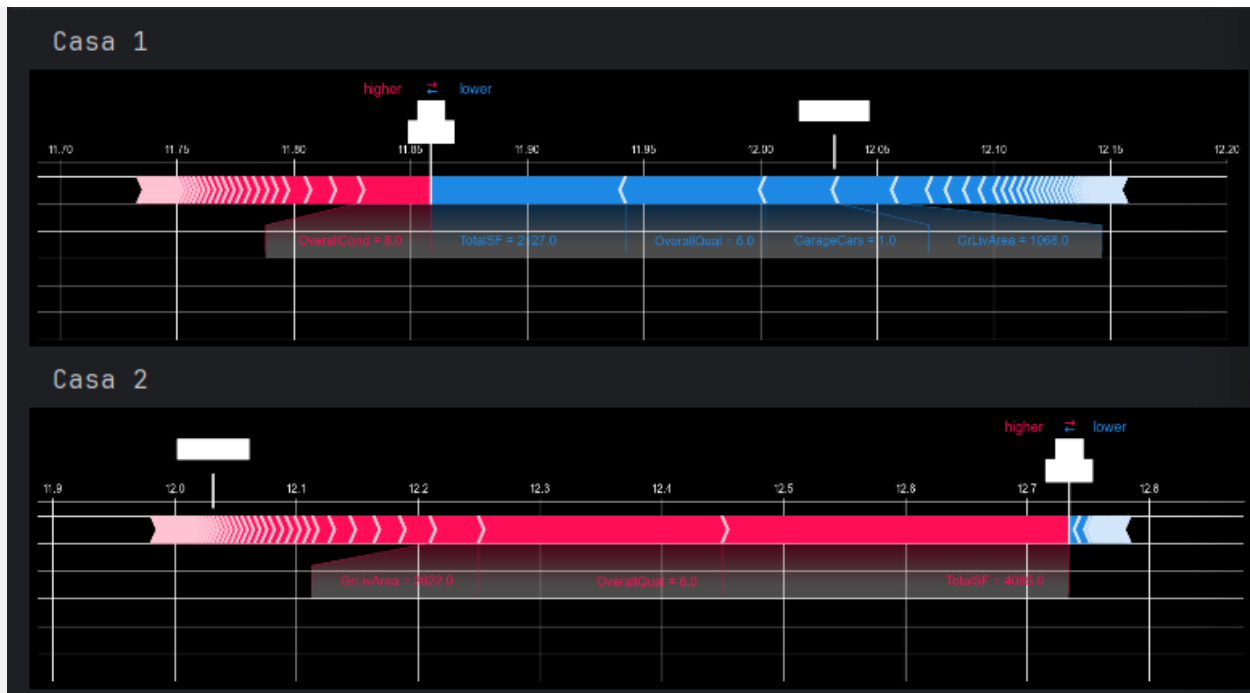 Casa 1
higher lower
11.70 11.75 11.80 11.85 11.90 11.95 12.00 12.05 12.10 12.15 12.20
OverallCond = 8.0 TotalSF = 2127.0 OverallQual = 6.0 GarageCars = 1.0 GrLivArea = 1068.0
Casa 2
higher lower
11.9 12.0 12.1 12.2 12.3 12.4 12.5 12.6 12.7 12.8
GrLivArea = OverallQual = 8.0 TotalSF =